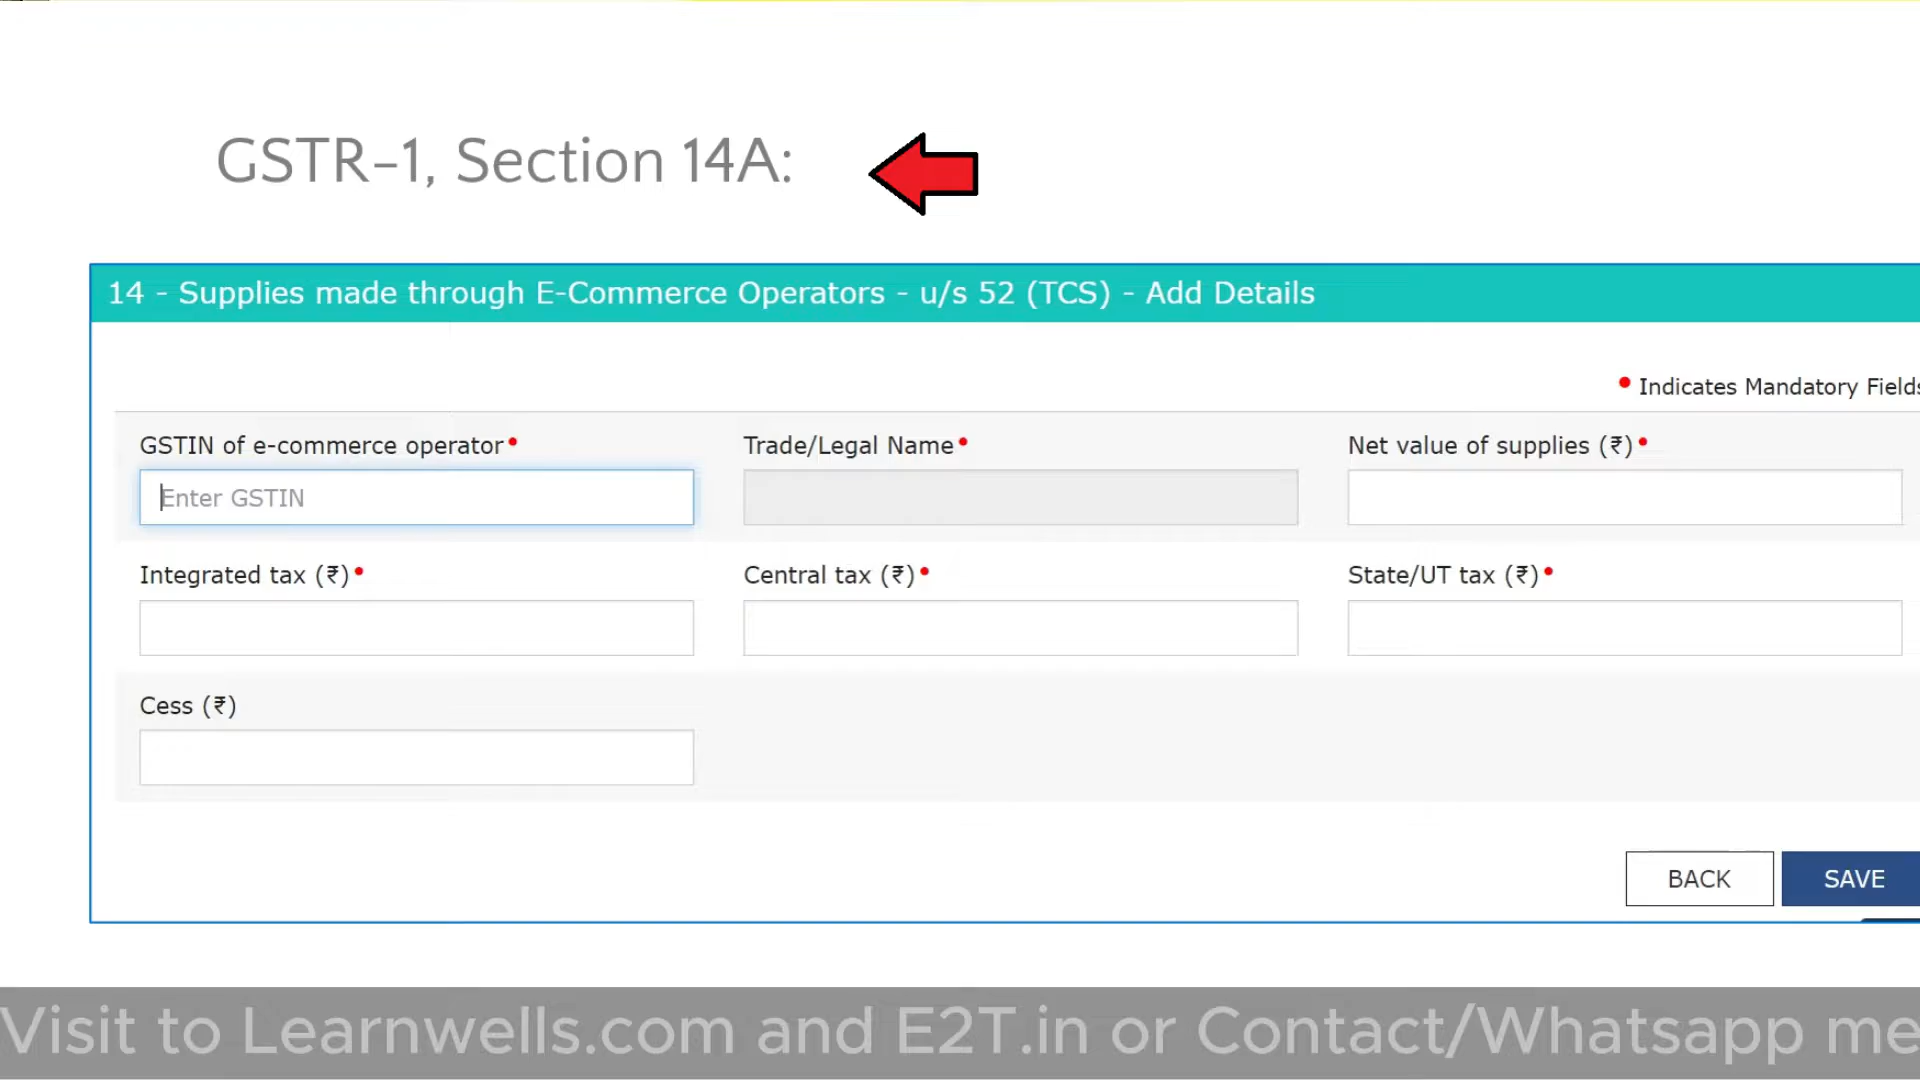 GSTR-1, Section 14A:
14 - Supplies made through E-Commerce Operators - u/s 52 (TCS) - Add Details
• Indicates Mandatory Fields
GSTIN of e-commerce operator• Trade/Legal Name• Net value of supplies (₹)•
Enter GSTIN
Integrated tax (₹)• Central tax (₹)• State/UT tax (₹)•
Cess (₹)
BACK SAVE
Visit to Learnwells.com and E2T.in or Contact/Whatsapp me